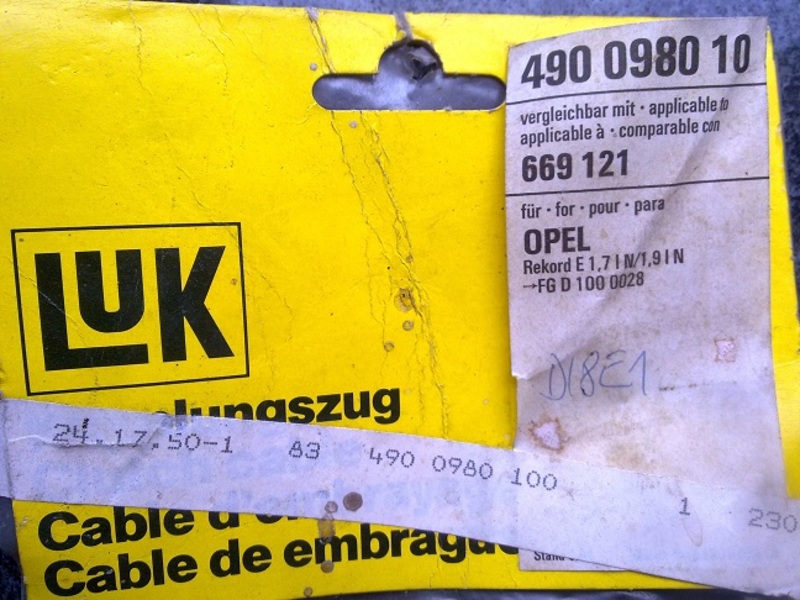 490 0980 10
vergleichbar mit · applicable to
applicable à · comparable con
669 121
für · for · pour · para
OPEL
Rekord E 1,7 l N/1,9 l N
→FG D 100 0028
D18E1
LUK
lungszug
24.17.50-1 83 490 0980 100 1 230
Cable d'
Cable de embrague